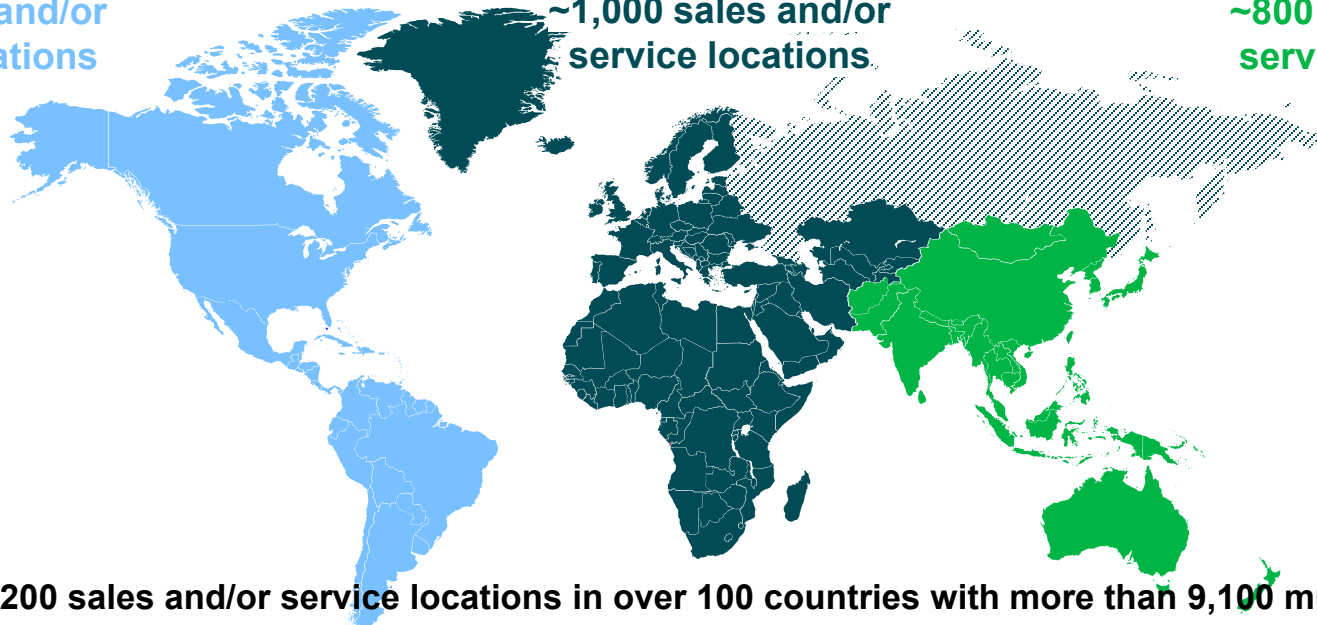 and/or
~1,000 sales and/or
~800
ations
service locations
serv
200 sales and/or service locations in over 100 countries with more than 9,100 mu